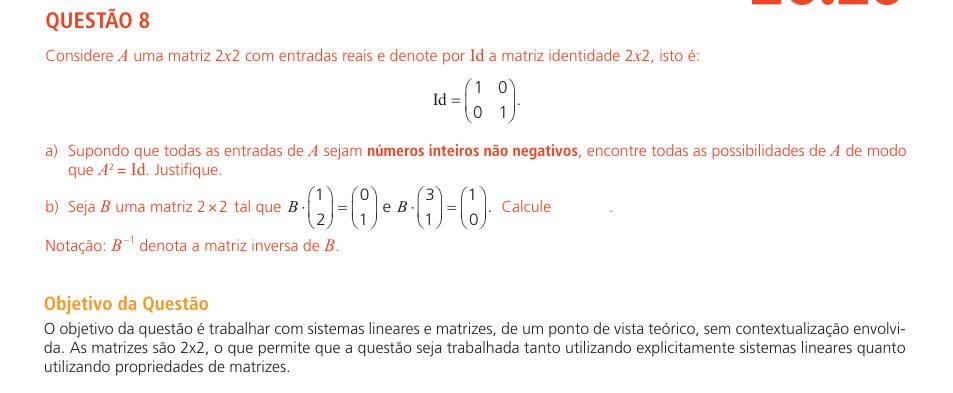 QUESTÃO 8
Considere A uma matriz 2x2 com entradas reais e denote por Id a matriz identidade 2x2, isto é:
Id = (1 0
0 1).
a) Supondo que todas as entradas de A sejam números inteiros não negativos, encontre todas as possibilidades de A de modo
que A² = Id. Justifique.
b) Seja B uma matriz 2 × 2 tal que B · (1 2) = (0 1) e B · (3 1) = (1 0). Calcule .
Notação: B⁻¹ denota a matriz inversa de B.
Objetivo da Questão
O objetivo da questão é trabalhar com sistemas lineares e matrizes, de um ponto de vista teórico, sem contextualização envolvi-
da. As matrizes são 2x2, o que permite que a questão seja trabalhada tanto utilizando explicitamente sistemas lineares quanto
utilizando propriedades de matrizes.